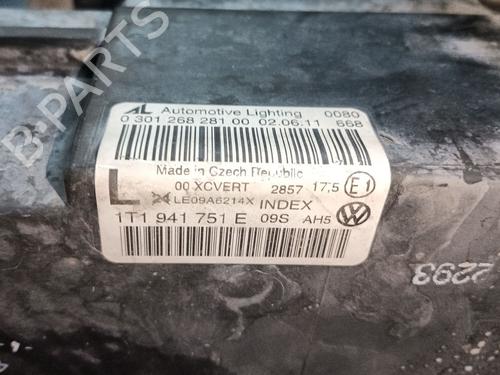 AL Automotive Lighting 0080
0 301 268 281 00 02.06.11 668
Made in Czech Republic
L 00 XCVERT 2857 17,5 E1
LE09A6214X INDEX
1T1 941 751 E 09S AH5
2293
B-PARTS